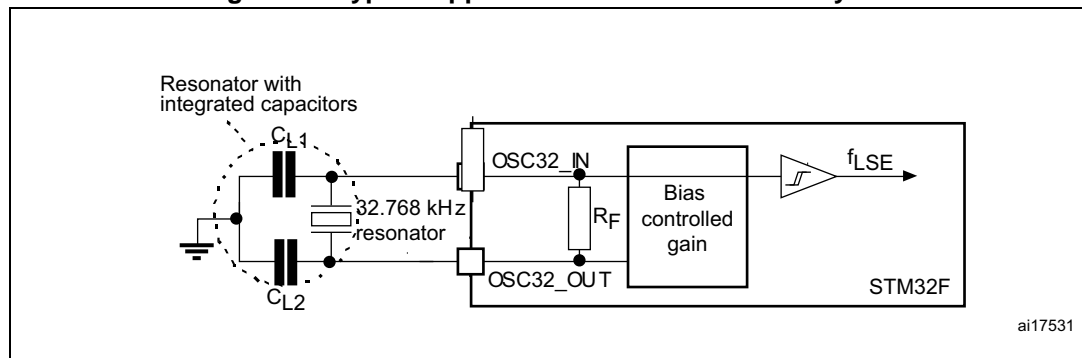 Resonator with
integrated capacitors
CL1
OSC32_IN
fLSE
32.768 kHz
resonator
RF
Bias
controlled
gain
OSC32_OUT
CL2
STM32F
ai17531